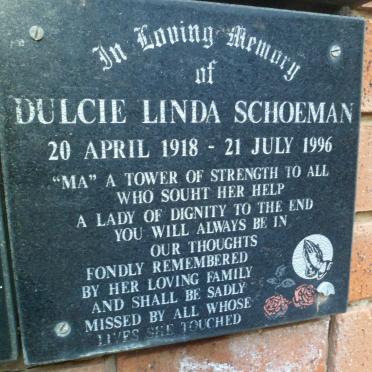 In Loving Memory
of
DULCIE LINDA SCHOEMAN
20 APRIL 1918 - 21 JULY 1996
"MA" A TOWER OF STRENGTH TO ALL
WHO SOUHT HER HELP
A LADY OF DIGNITY TO THE END
YOU WILL ALWAYS BE IN
OUR THOUGHTS
FONDLY REMEMBERED
BY HER LOVING FAMILY
AND SHALL BE SADLY
MISSED BY ALL WHOSE
LIVES SHE TOUCHED